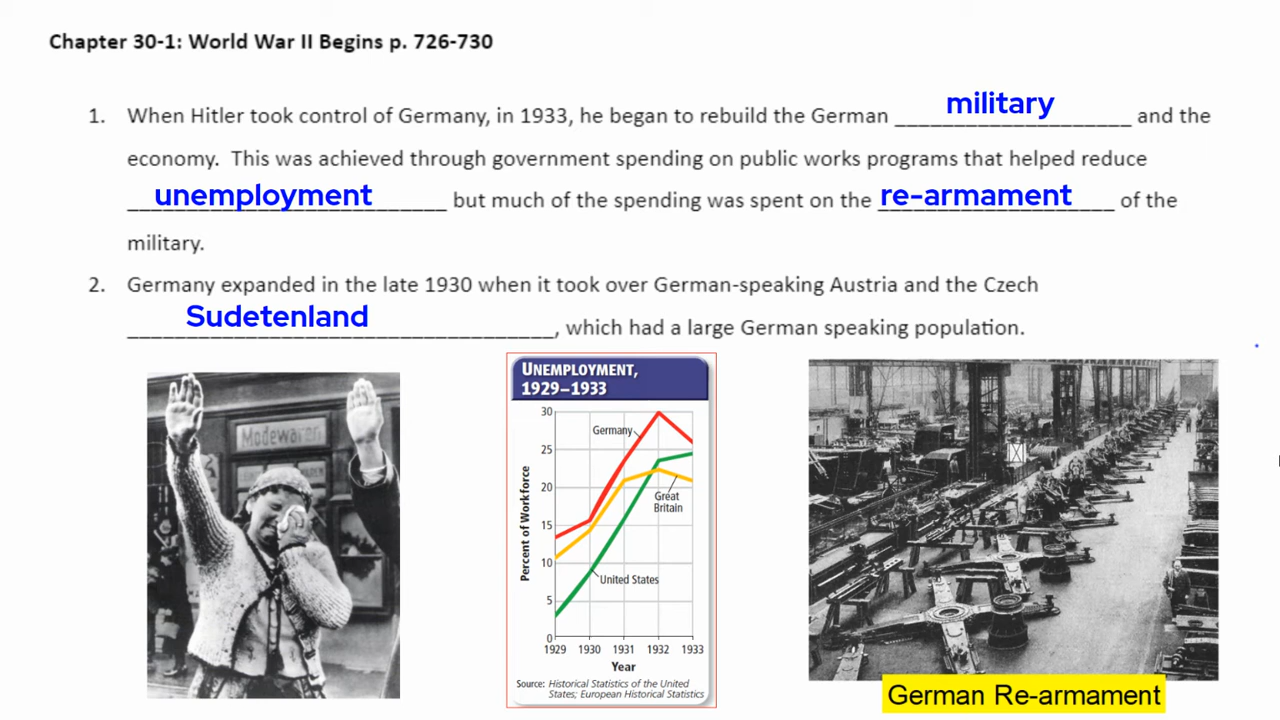 Chapter 30-1: World War II Begins p. 726-730
1. When Hitler took control of Germany, in 1933, he began to rebuild the German military and the
economy. This was achieved through government spending on public works programs that helped reduce
unemployment but much of the spending was spent on the re-armament of the
military.
2. Germany expanded in the late 1930 when it took over German-speaking Austria and the Czech
Sudetenland, which had a large German speaking population.
Modewaren
UNEMPLOYMENT,
1929–1933
30
25
20
15
10
5
0
Percent of Workforce
Germany
Great
Britain
United States
1929 1930 1931 1932 1933
Year
Source: Historical Statistics of the United
States; European Historical Statistics
German Re-armament